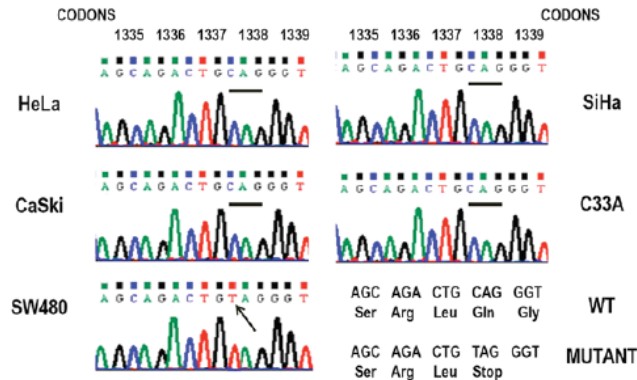 CODONS
1335 1336 1337 1338 1339
A G C A G A C T G C A G G G T
HeLa
A G C A G A C T G C A G G G T
CaSki
A G C A G A C T G T A G G G T
SW480
CODONS
1335 1336 1337 1338 1339
A G C A G A C T G C A G G G T
SiHa
A G C A G A C T G C A G G G T
C33A
AGC AGA CTG CAG GGT
Ser Arg Leu Gln Gly
WT
AGC AGA CTG TAG GGT
Ser Arg Leu Stop
MUTANT